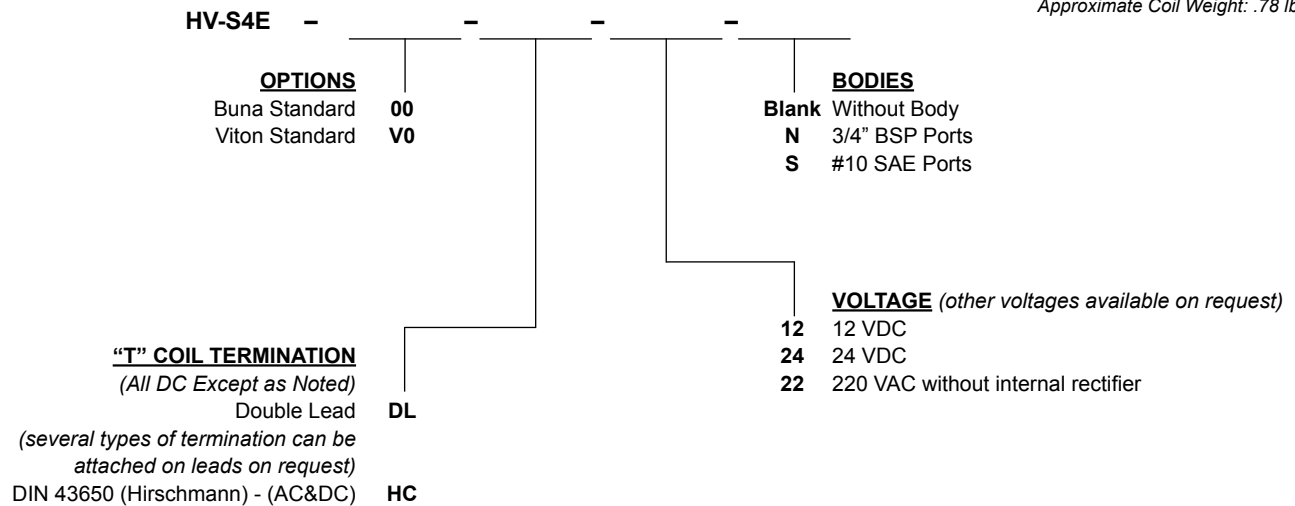 Approximate Coil Weight: .78 lb
HV-S4E – – – –
OPTIONS
Buna Standard 00
Viton Standard V0
BODIES
Blank Without Body
N 3/4” BSP Ports
S #10 SAE Ports
VOLTAGE (other voltages available on request)
12 12 VDC
24 24 VDC
22 220 VAC without internal rectifier
“T” COIL TERMINATION
(All DC Except as Noted)
Double Lead DL
(several types of termination can be
attached on leads on request)
DIN 43650 (Hirschmann) - (AC&DC) HC